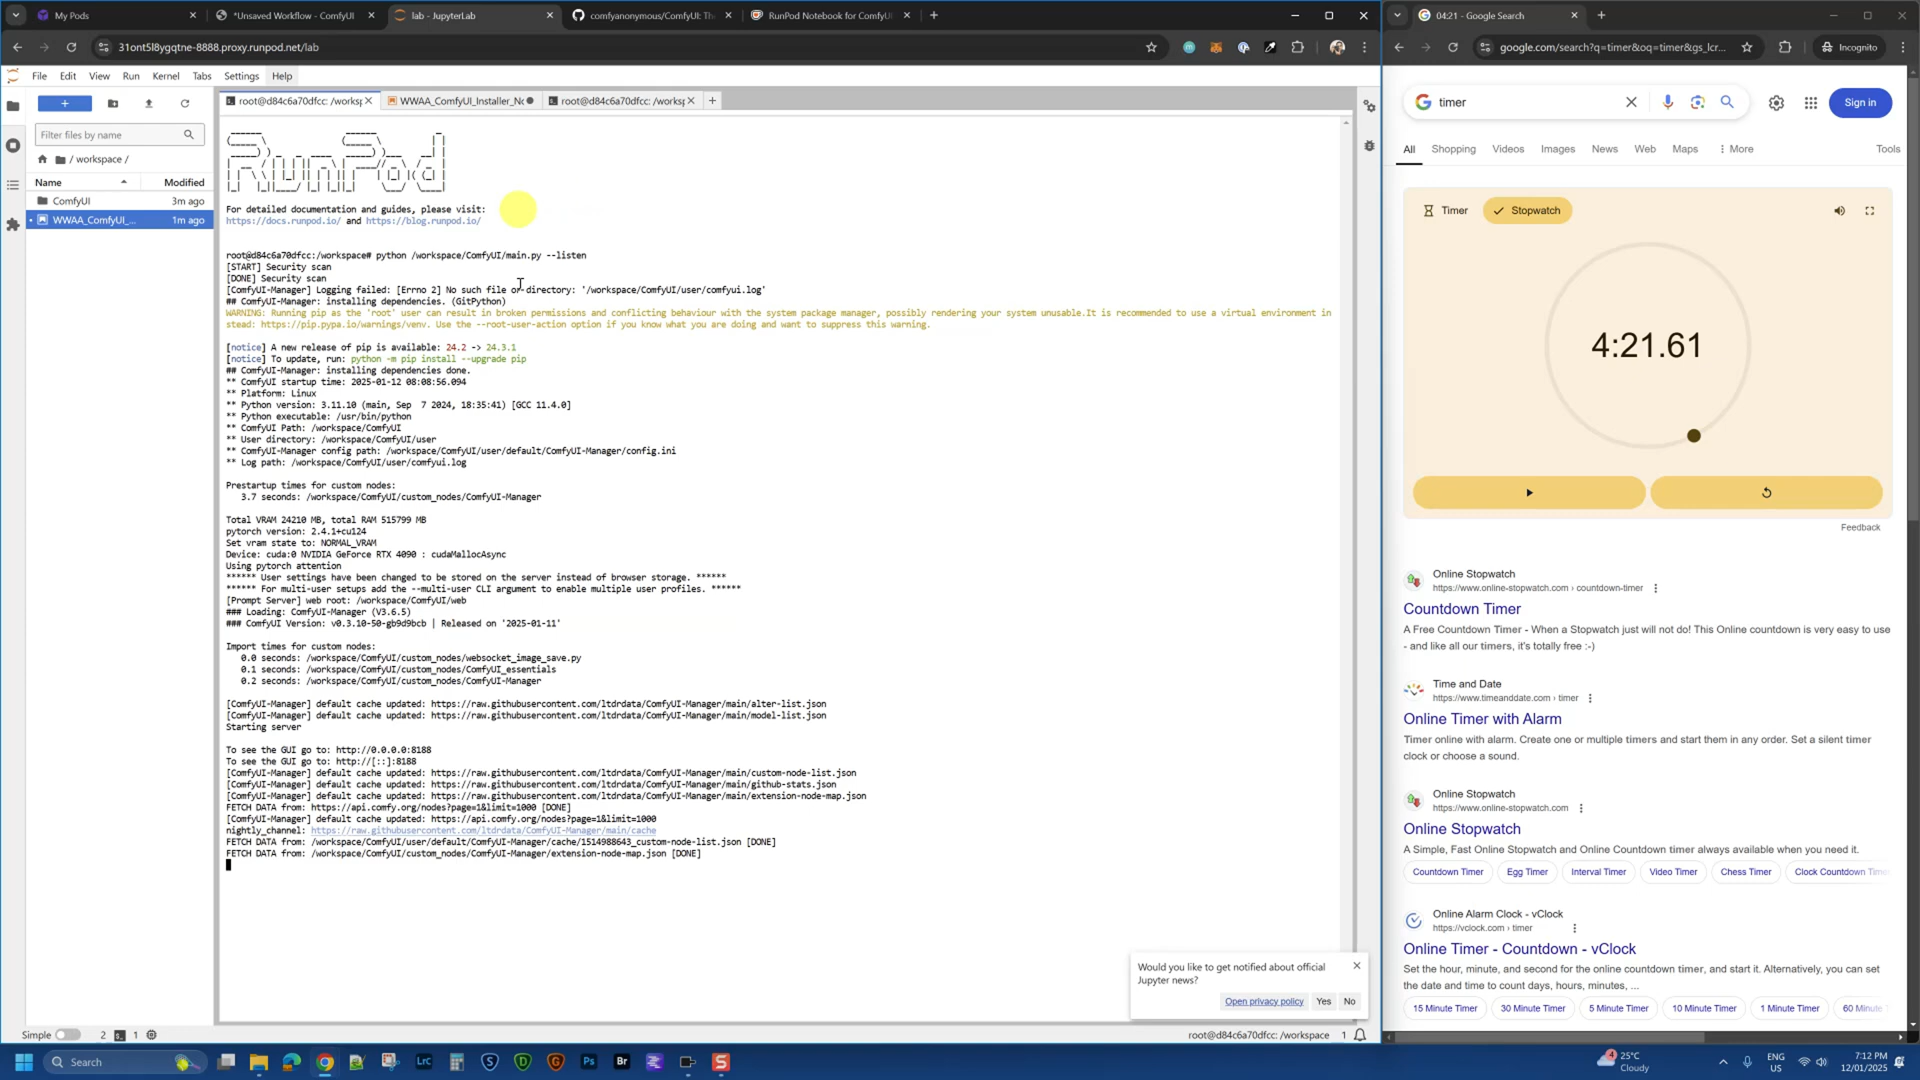 My Pods
*Unsaved Workflow - ComfyUI
lab - JupyterLab
comfyanonymous/ComfyUI: Th
RunPod Notebook for ComfyUI
31ont5l8ygqtne-8888.proxy.runpod.net/lab
File Edit View Run Kernel Tabs Settings Help
root@d84c6a70dfcc: /worksp
WWAA_ComfyUI_Installer_No
root@d84c6a70dfcc: /worksp
Filter files by name
/ workspace /
Name Modified
ComfyUI 3m ago
WWAA_ComfyUI_... 1m ago
RunPod
For detailed documentation and guides, please visit:
https://docs.runpod.io/ and https://blog.runpod.io/
root@d84c6a70dfcc:/workspace# python /workspace/ComfyUI/main.py --listen
[START] Security scan
[DONE] Security scan
[ComfyUI-Manager] Logging failed: [Errno 2] No such file or directory: '/workspace/ComfyUI/user/comfyui.log'
## ComfyUI-Manager: installing dependencies. (GitPython)
WARNING: Running pip as the 'root' user can result in broken permissions and conflicting behaviour with the system package manager, possibly rendering your system unusable.It is recommended to use a virtual environment in
stead: https://pip.pypa.io/warnings/venv. Use the --root-user-action option if you know what you are doing and want to suppress this warning.
[notice] A new release of pip is available: 24.2 -> 24.3.1
[notice] To update, run: python -m pip install --upgrade pip
## ComfyUI-Manager: installing dependencies done.
** ComfyUI startup time: 2025-01-12 08:08:56.094
** Platform: Linux
** Python version: 3.11.10 (main, Sep  7 2024, 18:35:41) [GCC 11.4.0]
** Python executable: /usr/bin/python
** ComfyUI Path: /workspace/ComfyUI
** User directory: /workspace/ComfyUI/user
** ComfyUI-Manager config path: /workspace/ComfyUI/user/default/ComfyUI-Manager/config.ini
** Log path: /workspace/ComfyUI/user/comfyui.log
Prestartup times for custom nodes:
3.7 seconds: /workspace/ComfyUI/custom_nodes/ComfyUI-Manager
Total VRAM 24210 MB, total RAM 515799 MB
pytorch version: 2.4.1+cu124
Set vram state to: NORMAL_VRAM
Device: cuda:0 NVIDIA GeForce RTX 4090 : cudaMallocAsync
Using pytorch attention
****** User settings have been changed to be stored on the server instead of browser storage. ******
****** For multi-user setups add the --multi-user CLI argument to enable multiple user profiles. ******
[Prompt Server] web root: /workspace/ComfyUI/web
### Loading: ComfyUI-Manager (V3.6.5)
### ComfyUI Version: v0.3.10-50-gb9d9bcb | Released on '2025-01-11'
Import times for custom nodes:
0.0 seconds: /workspace/ComfyUI/custom_nodes/websocket_image_save.py
0.1 seconds: /workspace/ComfyUI/custom_nodes/ComfyUI_essentials
0.2 seconds: /workspace/ComfyUI/custom_nodes/ComfyUI-Manager
[ComfyUI-Manager] default cache updated: https://raw.githubusercontent.com/ltdrdata/ComfyUI-Manager/main/alter-list.json
[ComfyUI-Manager] default cache updated: https://raw.githubusercontent.com/ltdrdata/ComfyUI-Manager/main/model-list.json
Starting server
To see the GUI go to: http://0.0.0.0:8188
To see the GUI go to: http://[::]:8188
[ComfyUI-Manager] default cache updated: https://raw.githubusercontent.com/ltdrdata/ComfyUI-Manager/main/custom-node-list.json
[ComfyUI-Manager] default cache updated: https://raw.githubusercontent.com/ltdrdata/ComfyUI-Manager/main/github-stats.json
[ComfyUI-Manager] default cache updated: https://raw.githubusercontent.com/ltdrdata/ComfyUI-Manager/main/extension-node-map.json
FETCH DATA from: https://api.comfy.org/nodes?page=1&limit=1000 [DONE]
[ComfyUI-Manager] default cache updated: https://api.comfy.org/nodes?page=1&limit=1000
nightly_channel: https://raw.githubusercontent.com/ltdrdata/ComfyUI-Manager/main/cache
FETCH DATA from: /workspace/ComfyUI/user/default/ComfyUI-Manager/cache/1514988643_custom-node-list.json [DONE]
FETCH DATA from: /workspace/ComfyUI/custom_nodes/ComfyUI-Manager/extension-node-map.json [DONE]
Would you like to get notified about official
Jupyter news?
Open privacy policy Yes No
Simple 2 1
root@d84c6a70dfcc: /workspace 1
04:21 - Google Search
google.com/search?q=timer&oq=timer&gs_lcr...
Incognito
timer
Sign in
All Shopping Videos Images News Web Maps More Tools
Timer Stopwatch
4:21.61
Feedback
Online Stopwatch
https://www.online-stopwatch.com › countdown-timer
Countdown Timer
A Free Countdown Timer - When a Stopwatch just will not do! This Online countdown is very easy to use
- and like all our timers, it's totally free :-)
Time and Date
https://www.timeanddate.com › timer
Online Timer with Alarm
Timer online with alarm. Create one or multiple timers and start them in any order. Set a silent timer
clock or choose a sound.
Online Stopwatch
https://www.online-stopwatch.com
Online Stopwatch
A Simple, Fast Online Stopwatch and Online Countdown timer always available when you need it.
Countdown Timer Egg Timer Interval Timer Video Timer Chess Timer Clock Countdown Time
Online Alarm Clock - vClock
https://vclock.com › timer
Online Timer - Countdown - vClock
Set the hour, minute, and second for the online countdown timer, and start it. Alternatively, you can set
the date and time to count days, hours, minutes, ...
15 Minute Timer 30 Minute Timer 5 Minute Timer 10 Minute Timer 1 Minute Timer 60 Minute
Search
LrC
Ps
Br
4
25°C
Cloudy
ENG
US
7:12 PM
12/01/2025